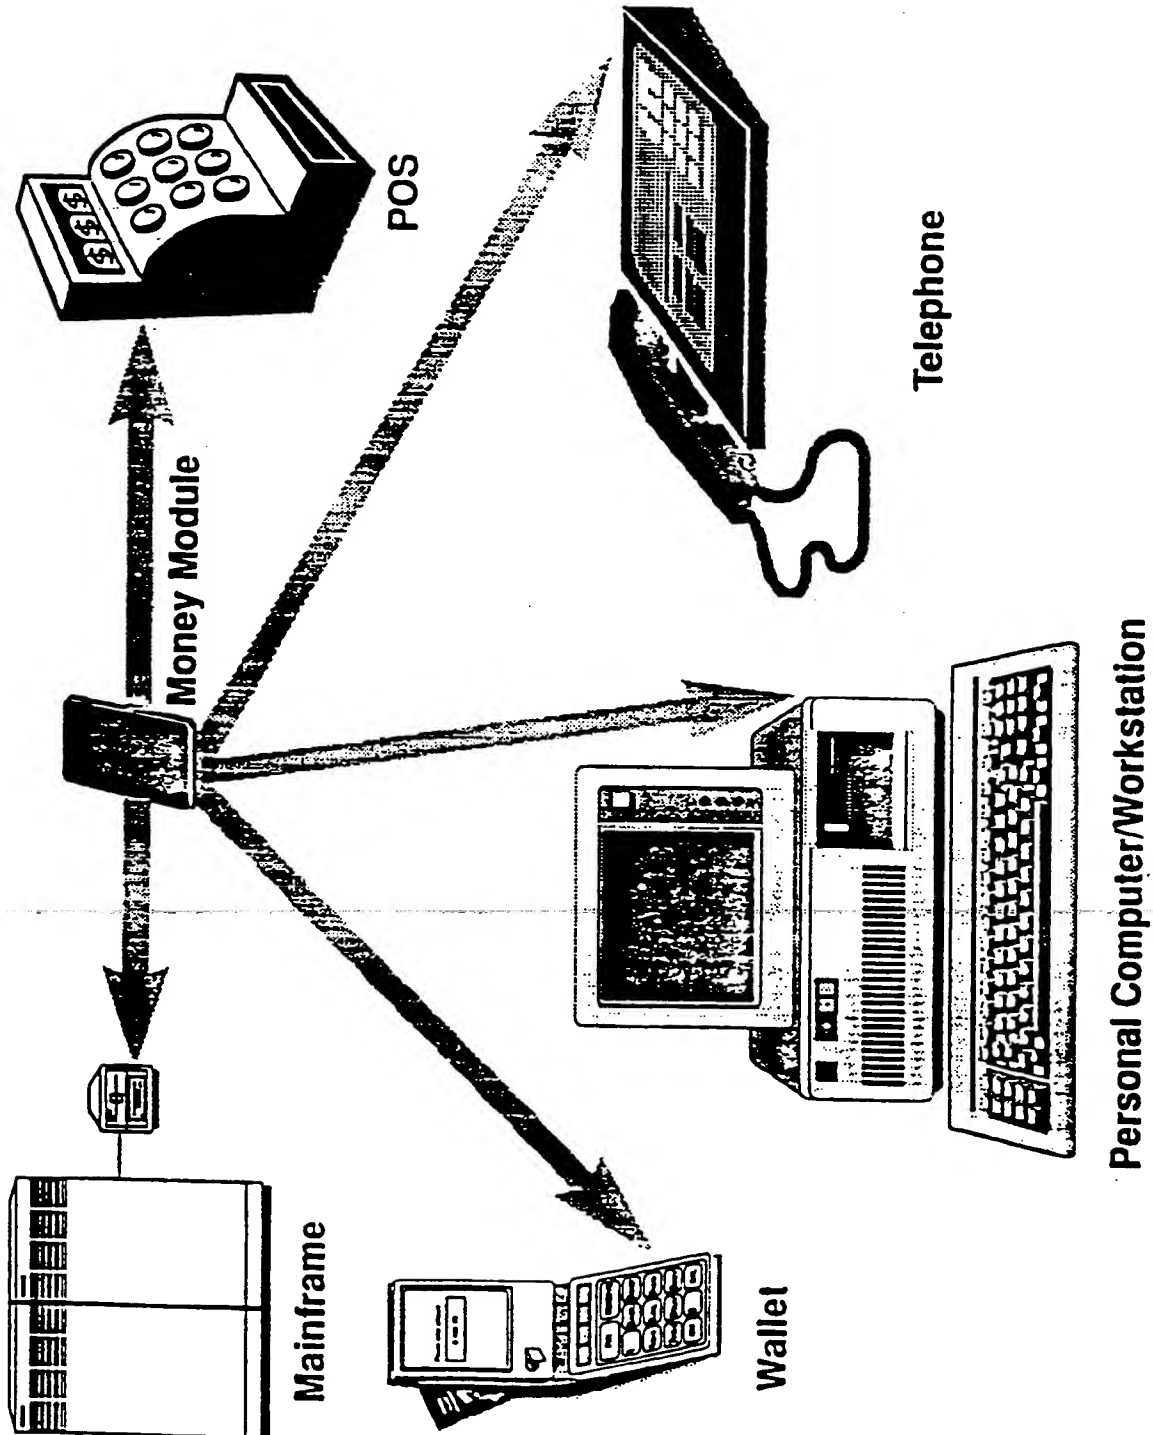 Mainframe
Money Module
$ $ $
POS
Wallet
Personal Computer/Workstation
Telephone